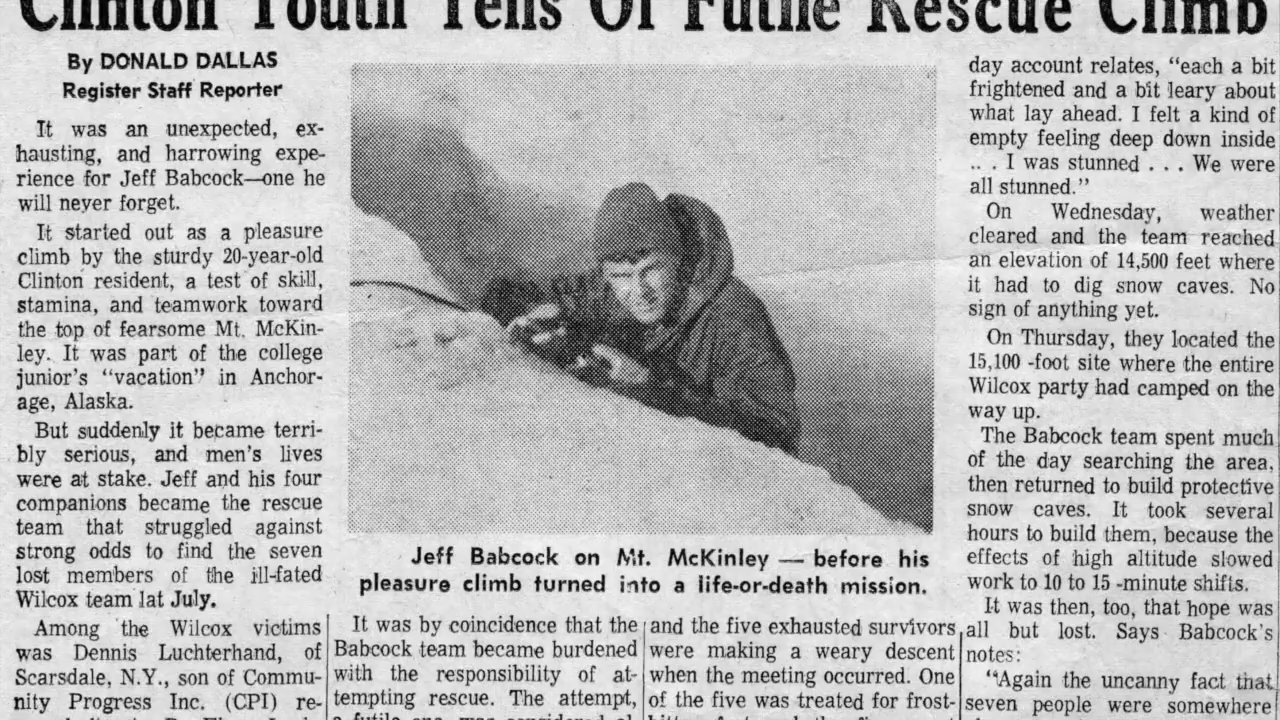 Clinton Youth Tells Of Futile Rescue Climb
By DONALD DALLAS
Register Staff Reporter
It was an unexpected, ex-
hausting, and harrowing expe-
rience for Jeff Babcock—one he
will never forget.
It started out as a pleasure
climb by the sturdy 20-year-old
Clinton resident, a test of skill,
stamina, and teamwork toward
the top of fearsome Mt. McKin-
ley. It was part of the college
junior's "vacation" in Anchor-
age, Alaska.
But suddenly it became terri-
bly serious, and men's lives
were at stake. Jeff and his four
companions became the rescue
team that struggled against
strong odds to find the seven
lost members of the ill-fated
Wilcox team lat July.
Among the Wilcox victims
was Dennis Luchterhand, of
Scarsdale, N.Y., son of Commu-
nity Progress Inc. (CPI) re-
Jeff Babcock on Mt. McKinley — before his
pleasure climb turned into a life-or-death mission.
It was by coincidence that the
Babcock team became burdened
with the responsibility of at-
tempting rescue. The attempt,
a futile one, was considered
and the five exhausted survivors
were making a weary descent
when the meeting occurred. One
of the five was treated for frost-
day account relates, "each a bit
frightened and a bit leary about
what lay ahead. I felt a kind of
empty feeling deep down inside
. . . I was stunned . . . We were
all stunned."
On Wednesday, weather
cleared and the team reached
an elevation of 14,500 feet where
it had to dig snow caves. No
sign of anything yet.
On Thursday, they located the
15,100 -foot site where the entire
Wilcox party had camped on the
way up.
The Babcock team spent much
of the day searching the area,
then returned to build protective
snow caves. It took several
hours to build them, because the
effects of high altitude slowed
work to 10 to 15 -minute shifts.
It was then, too, that hope was
all but lost. Says Babcock's
notes:
"Again the uncanny fact that
seven people were somewhere